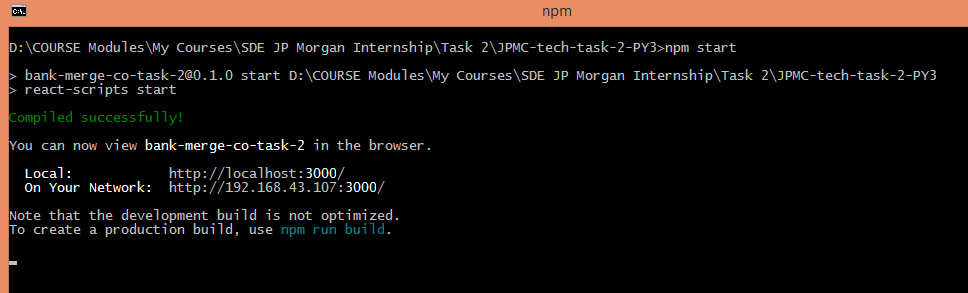 npm
D:\COURSE Modules\My Courses\SDE JP Morgan Internship\Task 2\JPMC-tech-task-2-PY3>npm start
> bank-merge-co-task-2@0.1.0 start D:\COURSE Modules\My Courses\SDE JP Morgan Internship\Task 2\JPMC-tech-task-2-PY3
> react-scripts start
Compiled successfully!
You can now view bank-merge-co-task-2 in the browser.
Local: http://localhost:3000/
On Your Network: http://192.168.43.107:3000/
Note that the development build is not optimized.
To create a production build, use npm run build.